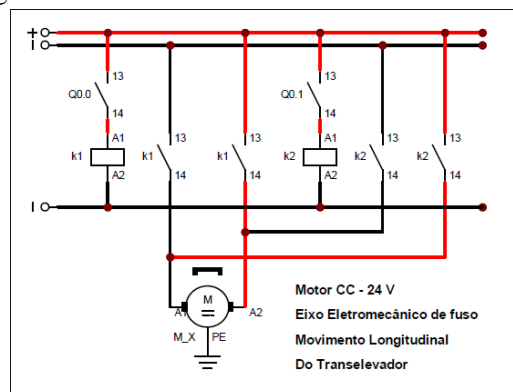 +
I
13
13
13
13
13
13
Q0.0
Q0.1
14
14
A1
A1
k1
k1
k1
k2
k2
k2
A2
14
14
A2
14
14
I
M
A1
A2
M_X
PE
Motor CC - 24 V
Eixo Eletromecânico de fuso
Movimento Longitudinal
Do Transelevador